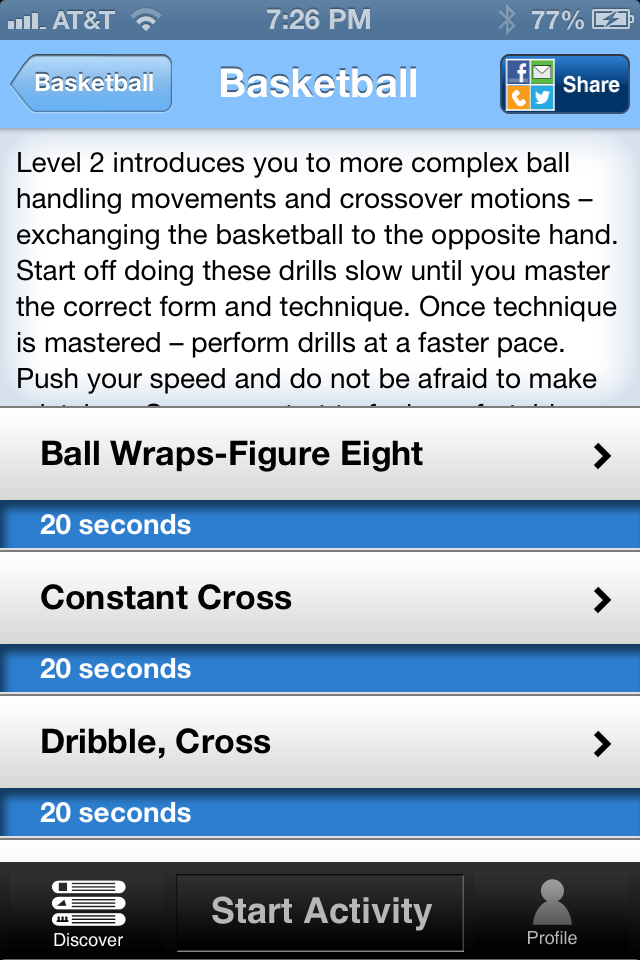 AT&T 7:26 PM 77%
Basketball Basketball Share
Level 2 introduces you to more complex ball
handling movements and crossover motions –
exchanging the basketball to the opposite hand.
Start off doing these drills slow until you master
the correct form and technique. Once technique
is mastered – perform drills at a faster pace.
Push your speed and do not be afraid to make
Ball Wraps-Figure Eight
20 seconds
Constant Cross
20 seconds
Dribble, Cross
20 seconds
Discover Start Activity Profile